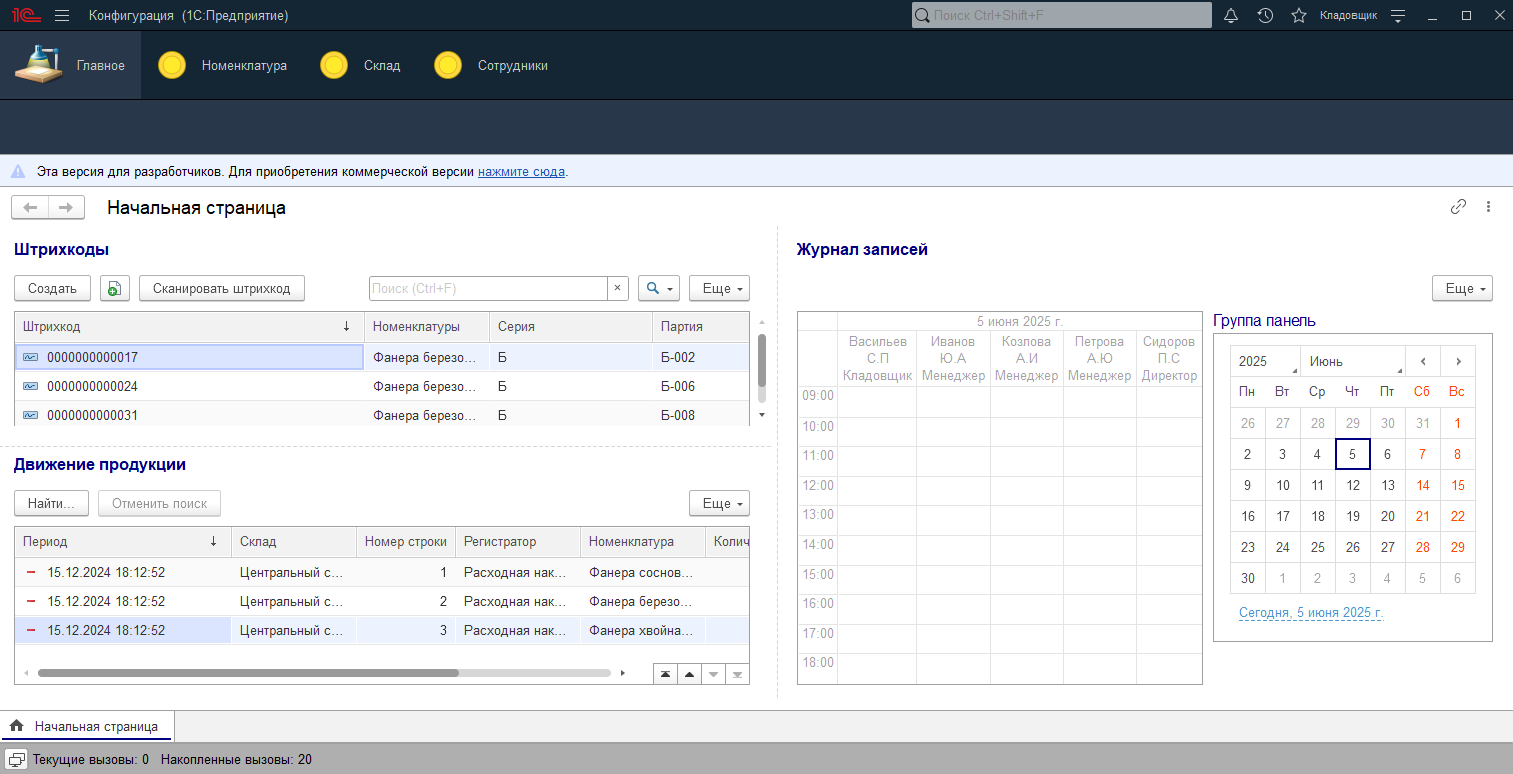 1С Конфигурация (1С:Предприятие) Поиск Ctrl+Shift+F Кладовщик
Главное Номенклатура Склад Сотрудники
Эта версия для разработчиков. Для приобретения коммерческой версии нажмите сюда.
Начальная страница
Штрихкоды
Создать Сканировать штрихкод Поиск (Ctrl+F) × Еще
Штрихкод Номенклатуры Серия Партия
0000000000017 Фанера березо... Б Б-002
0000000000024 Фанера березо... Б Б-006
0000000000031 Фанера березо... Б Б-008
Движение продукции
Найти... Отменить поиск Еще
Период Склад Номер строки Регистратор Номенклатура Колич
15.12.2024 18:12:52 Центральный с... 1 Расходная нак... Фанера соснов...
15.12.2024 18:12:52 Центральный с... 2 Расходная нак... Фанера березо...
15.12.2024 18:12:52 Центральный с... 3 Расходная нак... Фанера хвойна...
Журнал записей
Еще
5 июня 2025 г.
Васильев Иванов Козлова Петрова Сидоров
С.П Ю.А А.И А.Ю П.С
Кладовщик Менеджер Менеджер Менеджер Директор
09:00
10:00
11:00
12:00
13:00
14:00
15:00
16:00
17:00
18:00
Группа панель
2025 Июнь
Пн Вт Ср Чт Пт Сб Вс
26 27 28 29 30 31 1
2 3 4 5 6 7 8
9 10 11 12 13 14 15
16 17 18 19 20 21 22
23 24 25 26 27 28 29
30 1 2 3 4 5 6
Сегодня, 5 июня 2025 г.
Начальная страница
Текущие вызовы: 0 Накопленные вызовы: 20